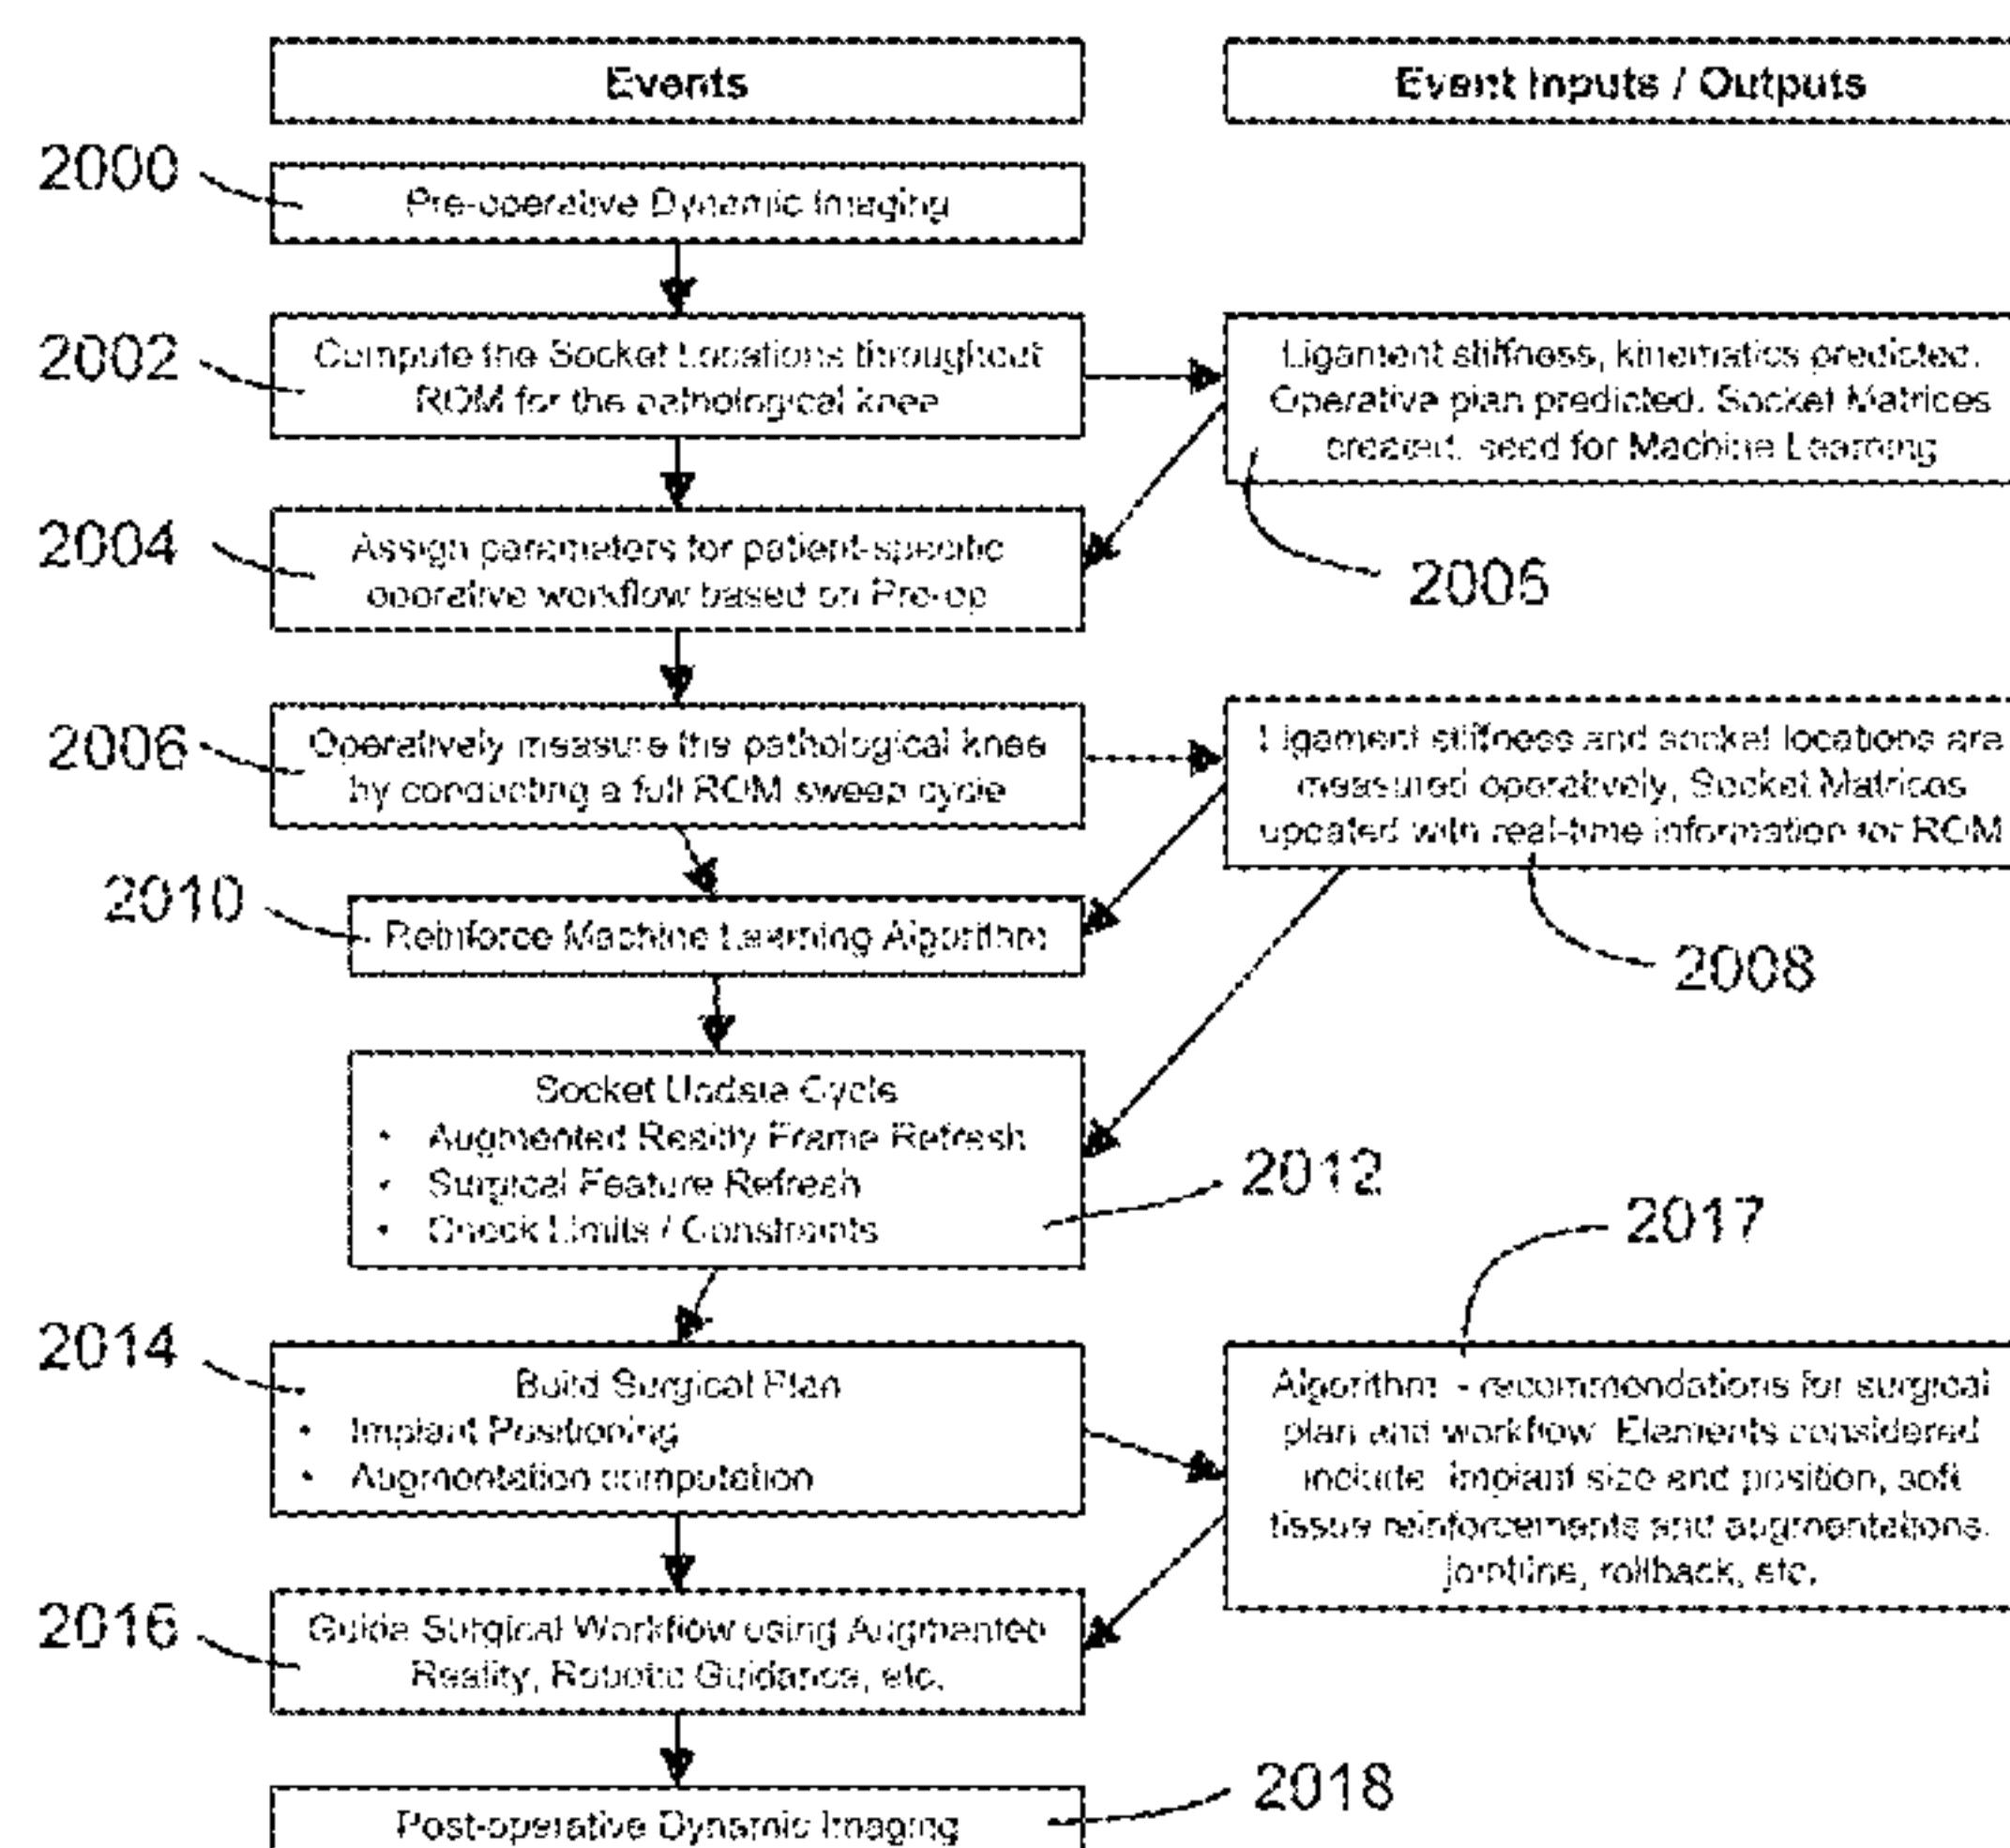 Events
Event Inputs / Outputs
2000
Pre-operative Dynamic Imaging
2002
Compute the Socket Locations throughout
ROM for the pathological knee
Ligament stiffness, kinematics predicted.
Operative plan predicted. Socket Matrices
created, seed for Machine Learning
2005
2004
Assign parameters for patient-specific
operative workflow based on Pre-op
2006
Operatively measure the pathological knee
by conducting a full ROM sweep cycle
Ligament stiffness and socket locations are
measured operatively, Socket Matrices
updated with real-time information for ROM
2008
2010
Reinforce Machine Learning Algorithm
Socket Update Cycle
• Augmented Reality Frame Refresh
• Surgical Feature Refresh
• Check Limits / Constraints
2012
2014
Build Surgical Plan
• Implant Positioning
• Augmentation computation
2017
Algorithm - recommendations for surgical
plan and workflow. Elements considered
include: implant size and position, soft
tissue reinforcements and augmentations,
jointline, rollback, etc.
2016
Guide Surgical Workflow using Augmented
Reality, Robotic Guidance, etc.
2018
Post-operative Dynamic Imaging